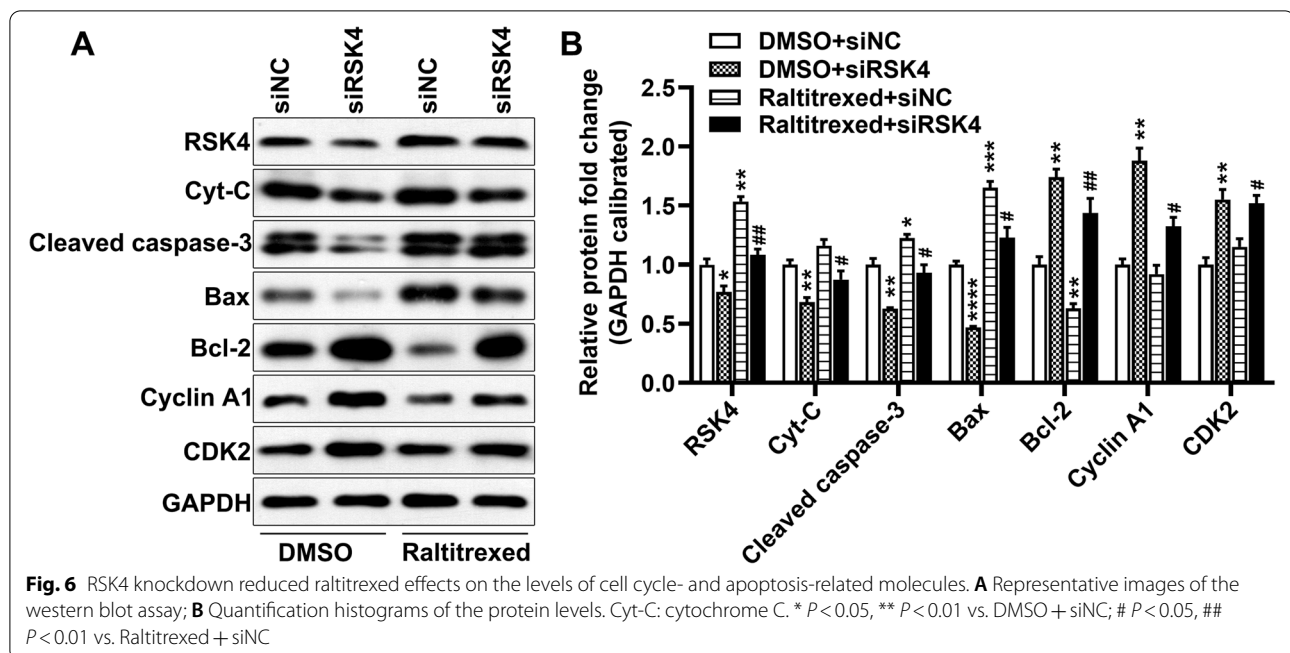 A
siNC
siRSK4
siNC
siRSK4
RSK4
Cyt-C
Cleaved caspase-3
Bax
Bcl-2
Cyclin A1
CDK2
GAPDH
DMSO
Raltitrexed
B
DMSO+siNC
DMSO+siRSK4
Raltitrexed+siNC
Raltitrexed+siRSK4
Relative protein fold change
(GAPDH calibrated)
2.5
2.0
1.5
1.0
0.5
0.0
*
**
##
**
#
**
*
#
****
***
#
**
**
##
**
#
**
#
RSK4
Cyt-C
Cleaved caspase-3
Bax
Bcl-2
Cyclin A1
CDK2
Fig. 6 RSK4 knockdown reduced raltitrexed effects on the levels of cell cycle- and apoptosis-related molecules. A Representative images of the
western blot assay; B Quantification histograms of the protein levels. Cyt-C: cytochrome C. * P < 0.05, ** P < 0.01 vs. DMSO + siNC; # P < 0.05, ##
P < 0.01 vs. Raltitrexed + siNC